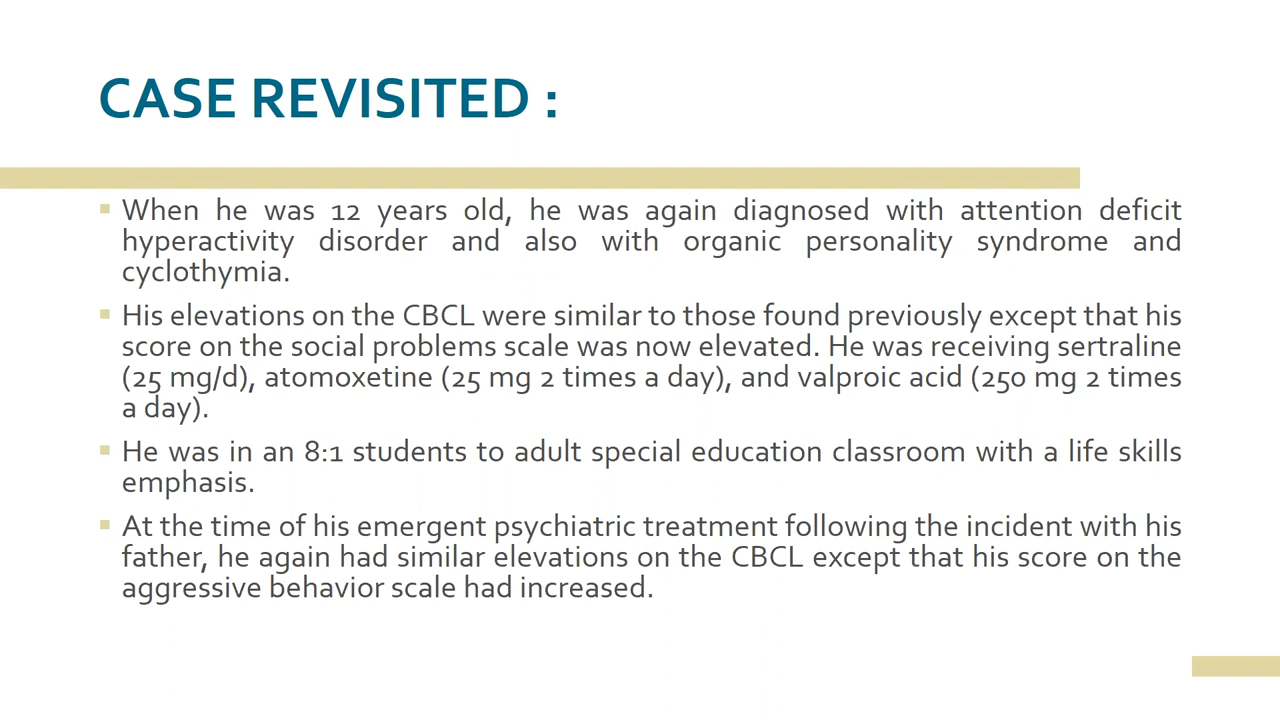 CASE REVISITED :
▪ When he was 12 years old, he was again diagnosed with attention deficit
hyperactivity disorder and also with organic personality syndrome and
cyclothymia.
▪ His elevations on the CBCL were similar to those found previously except that his
score on the social problems scale was now elevated. He was receiving sertraline
(25 mg/d), atomoxetine (25 mg 2 times a day), and valproic acid (250 mg 2 times
a day).
▪ He was in an 8:1 students to adult special education classroom with a life skills
emphasis.
▪ At the time of his emergent psychiatric treatment following the incident with his
father, he again had similar elevations on the CBCL except that his score on the
aggressive behavior scale had increased.